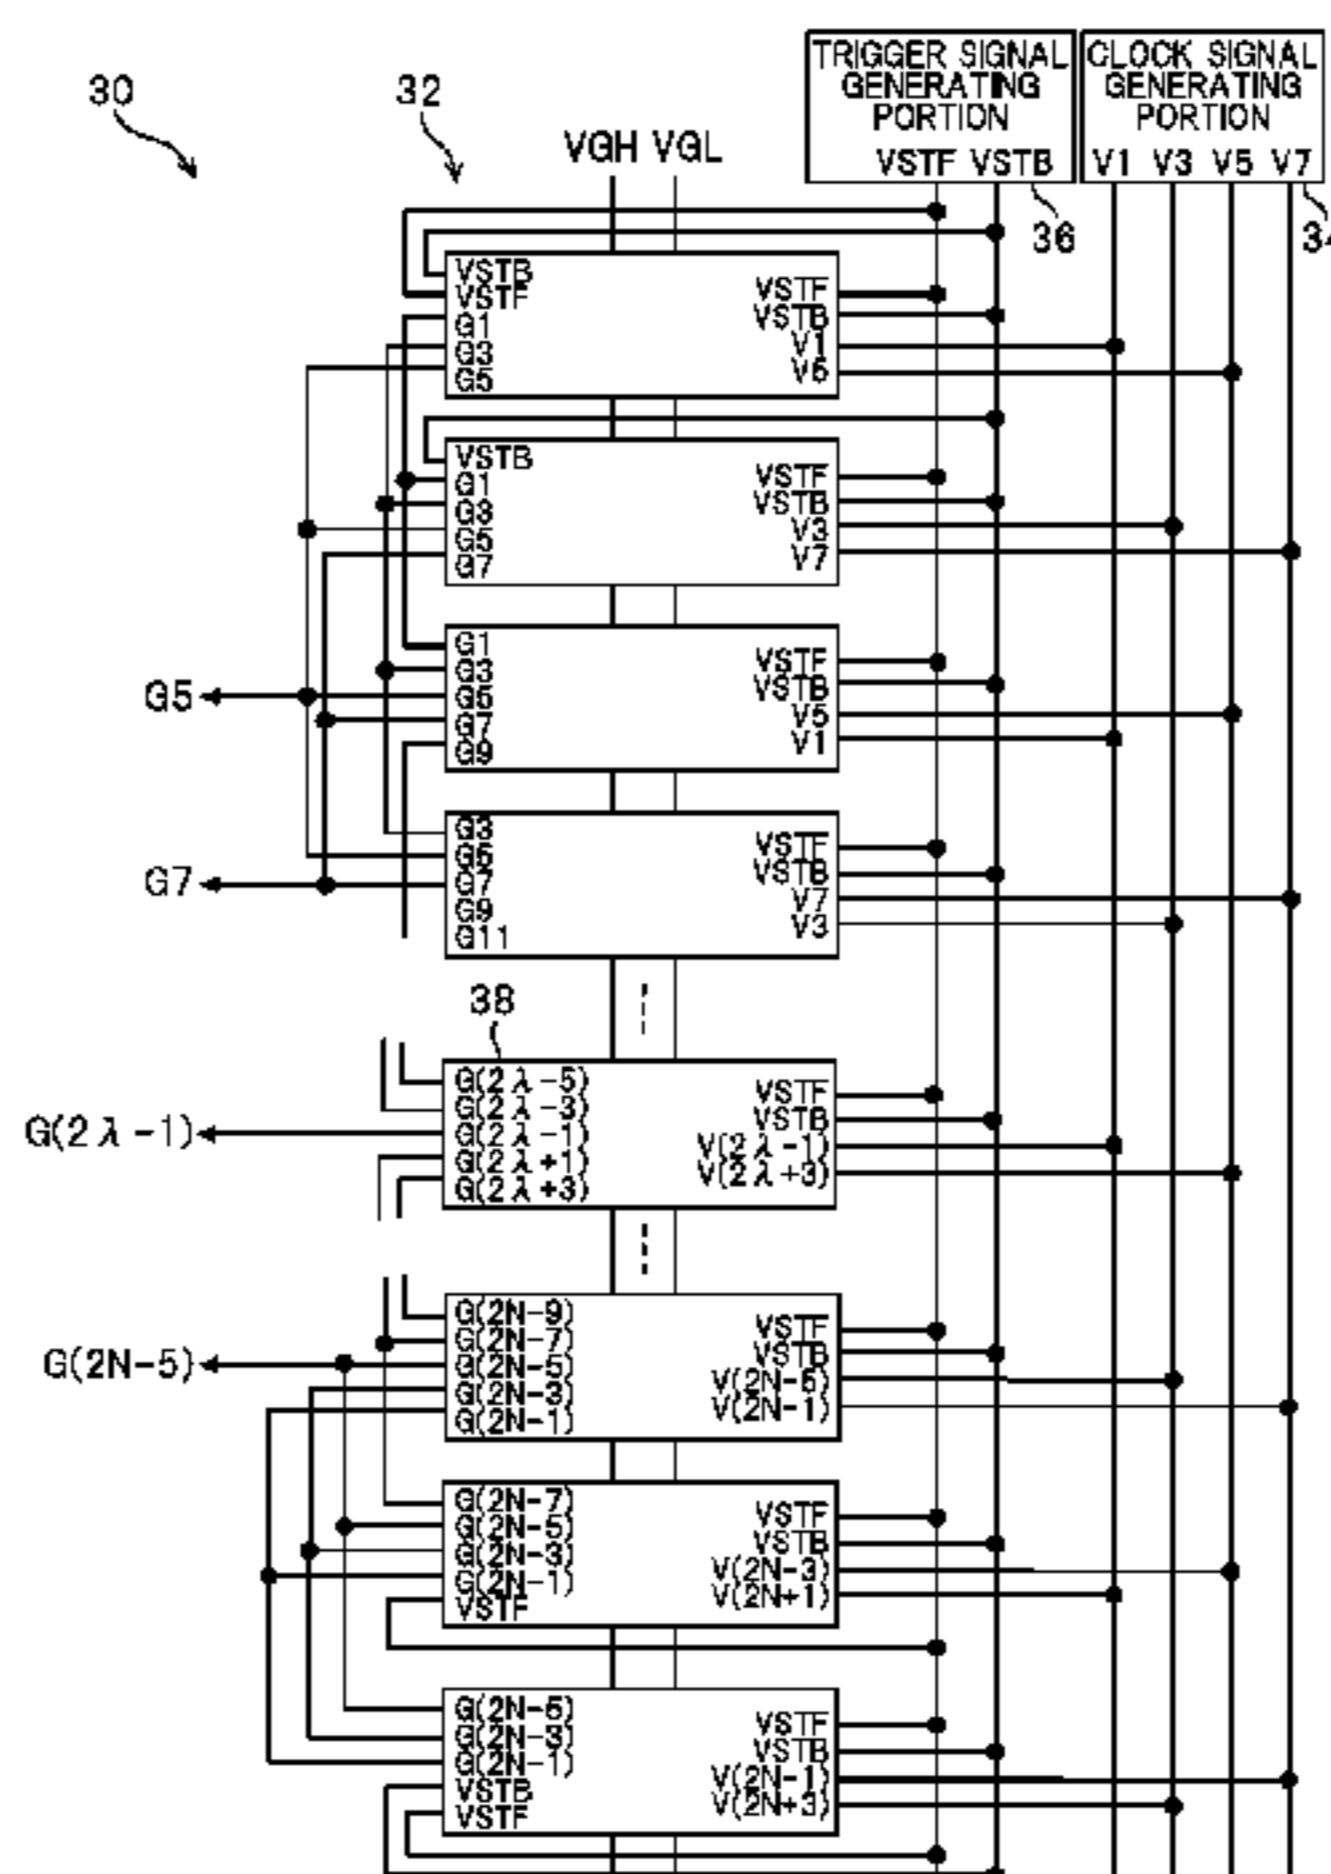 30
32
VGH VGL
TRIGGER SIGNAL
GENERATING
PORTION
VSTF VSTB
36
CLOCK SIGNAL
GENERATING
PORTION
V1 V3 V5 V7
34
VSTB
VSTF
G1
G3
G5
VSTF
VSTB
V1
V5
VSTB
G1
G3
G5
G7
VSTF
VSTB
V3
V7
G5
G1
G3
G5
G7
G9
VSTF
VSTB
V5
V1
G7
G3
G5
G7
G9
G11
VSTF
VSTB
V7
V3
38
G(2λ-1)
G(2λ-5)
G(2λ-3)
G(2λ-1)
G(2λ+1)
G(2λ+3)
VSTF
VSTB
V(2λ-1)
V(2λ+3)
G(2N-5)
G(2N-9)
G(2N-7)
G(2N-5)
G(2N-3)
G(2N-1)
VSTF
VSTB
V(2N-5)
V(2N-1)
G(2N-7)
G(2N-5)
G(2N-3)
G(2N-1)
VSTF
VSTF
VSTB
V(2N-3)
V(2N+1)
G(2N-5)
G(2N-3)
G(2N-1)
VSTB
VSTF
VSTF
VSTB
V(2N-1)
V(2N+3)